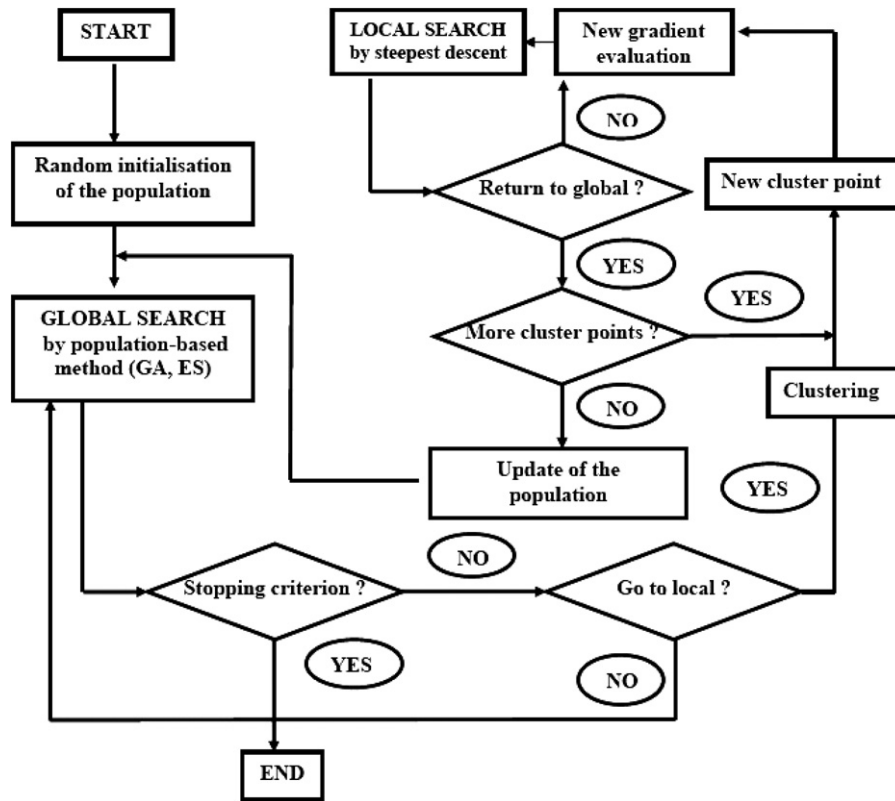 START
LOCAL SEARCH
by steepest descent
New gradient
evaluation
NO
Random initialisation
of the population
Return to global ?
New cluster point
YES
YES
GLOBAL SEARCH
by population-based
method (GA, ES)
More cluster points ?
Clustering
NO
Update of the
population
YES
NO
Stopping criterion ?
Go to local ?
YES
NO
END